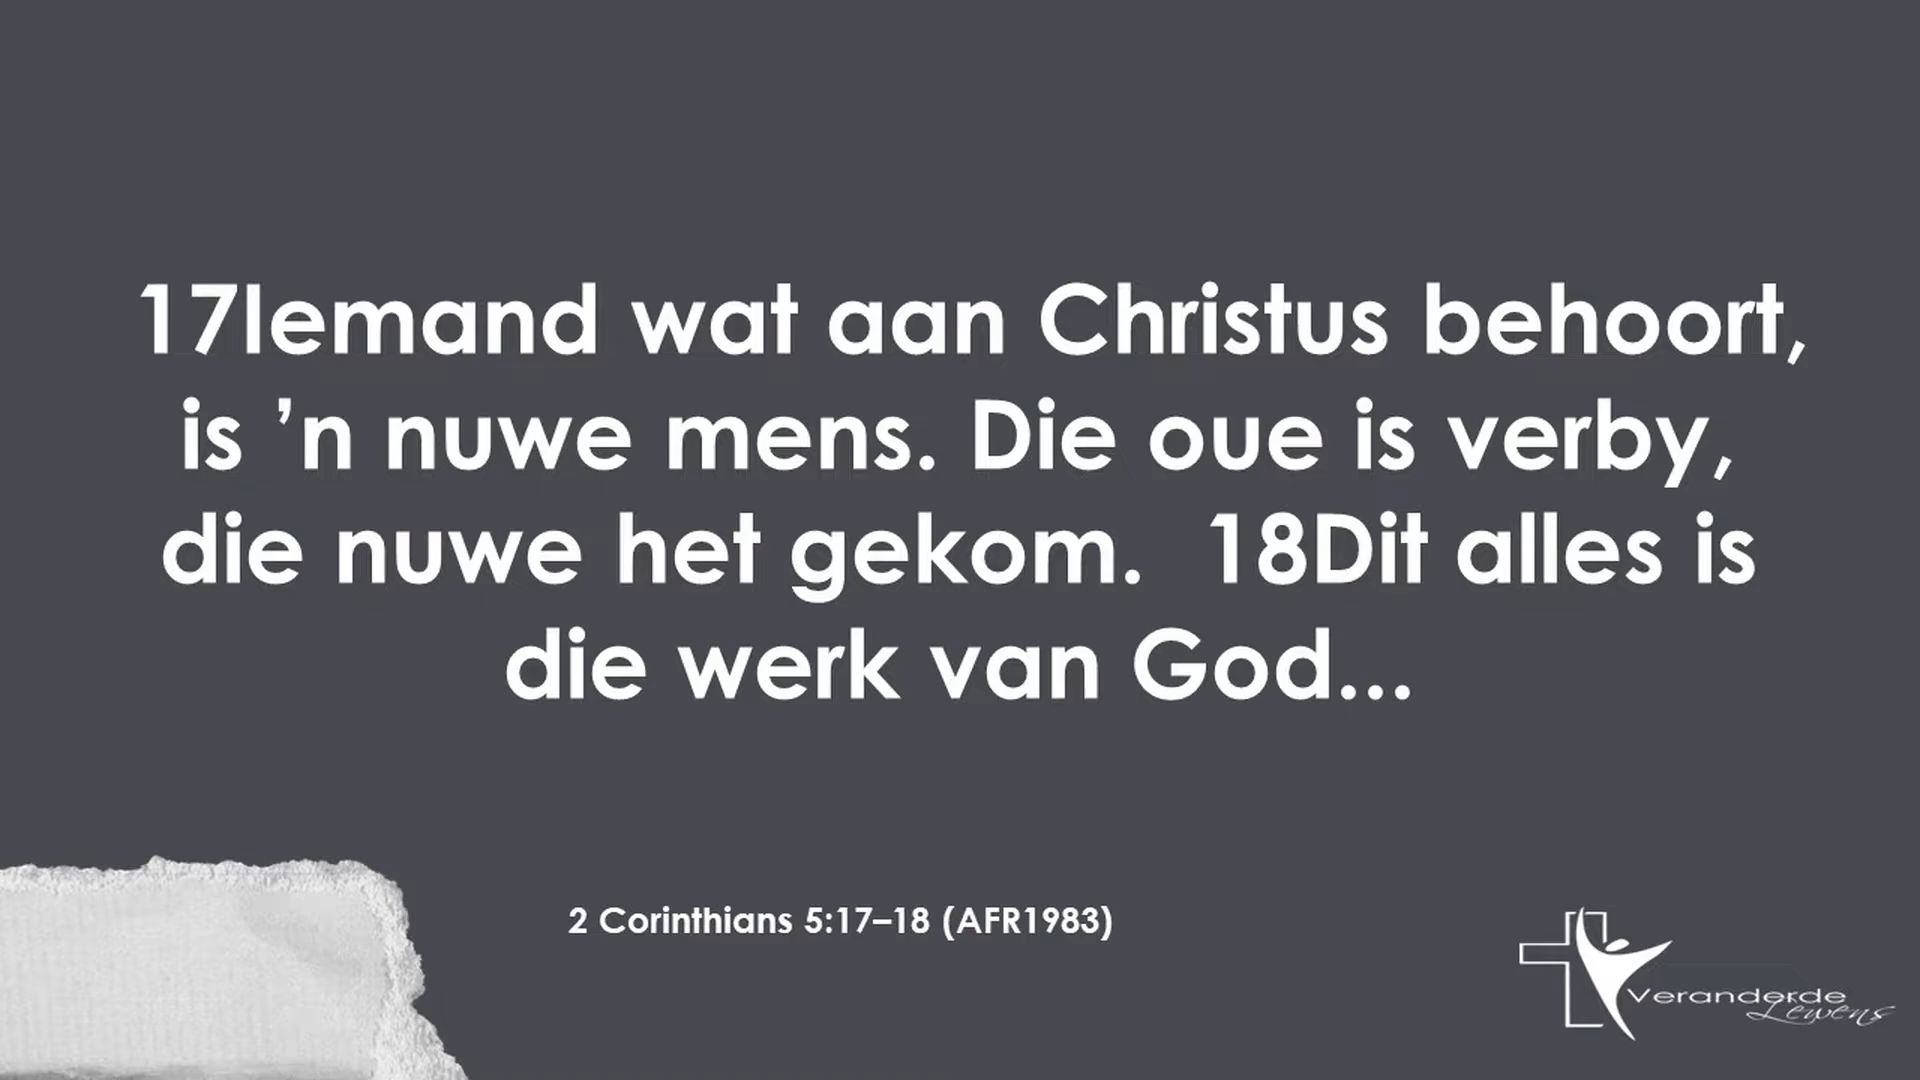 17Iemand wat aan Christus behoort,
is ’n nuwe mens. Die oue is verby,
die nuwe het gekom.  18Dit alles is
die werk van God...
2 Corinthians 5:17–18 (AFR1983)
Veranderde
Lewens